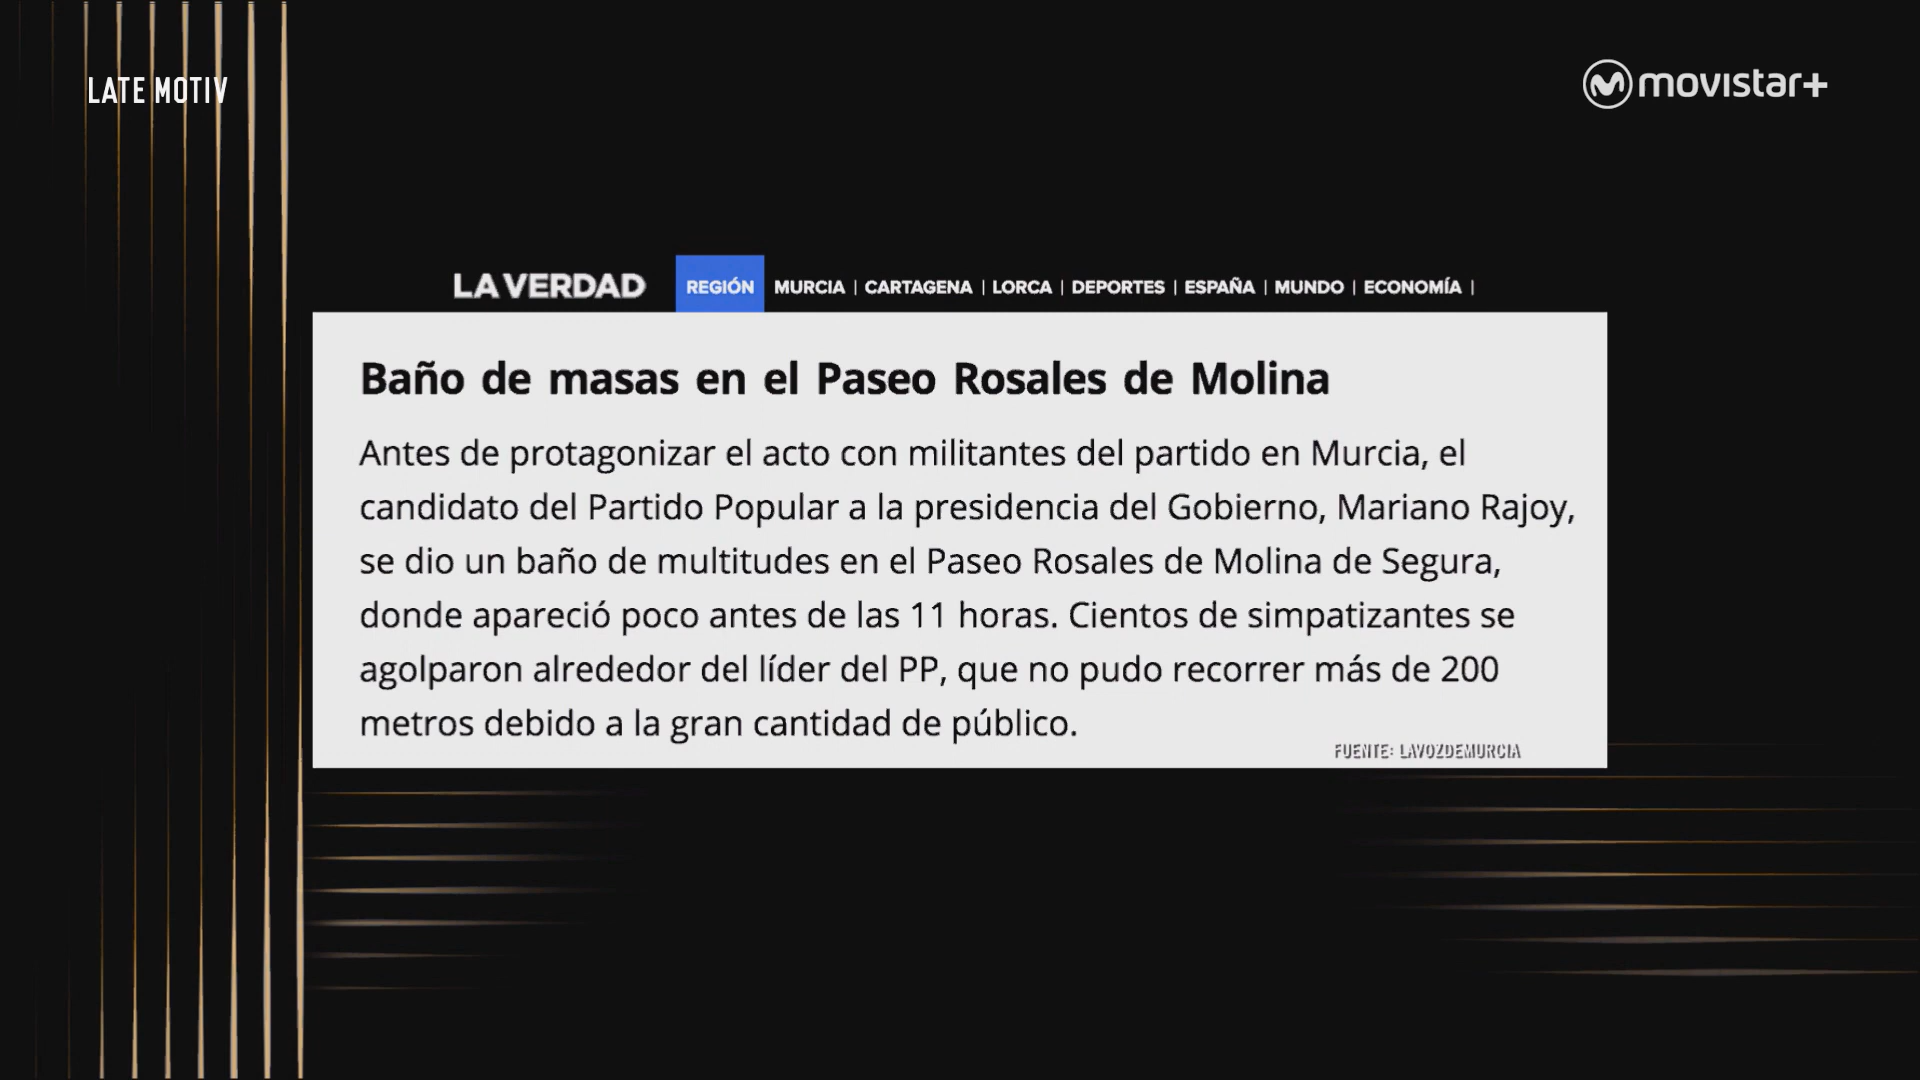 LATE MOTIV
movistar+
LA VERDAD
REGIÓN MURCIA | CARTAGENA | LORCA | DEPORTES | ESPAÑA | MUNDO | ECONOMÍA |
Baño de masas en el Paseo Rosales de Molina
Antes de protagonizar el acto con militantes del partido en Murcia, el
candidato del Partido Popular a la presidencia del Gobierno, Mariano Rajoy,
se dio un baño de multitudes en el Paseo Rosales de Molina de Segura,
donde apareció poco antes de las 11 horas. Cientos de simpatizantes se
agolparon alrededor del líder del PP, que no pudo recorrer más de 200
metros debido a la gran cantidad de público.
FUENTE: LAVOZDEMURCIA